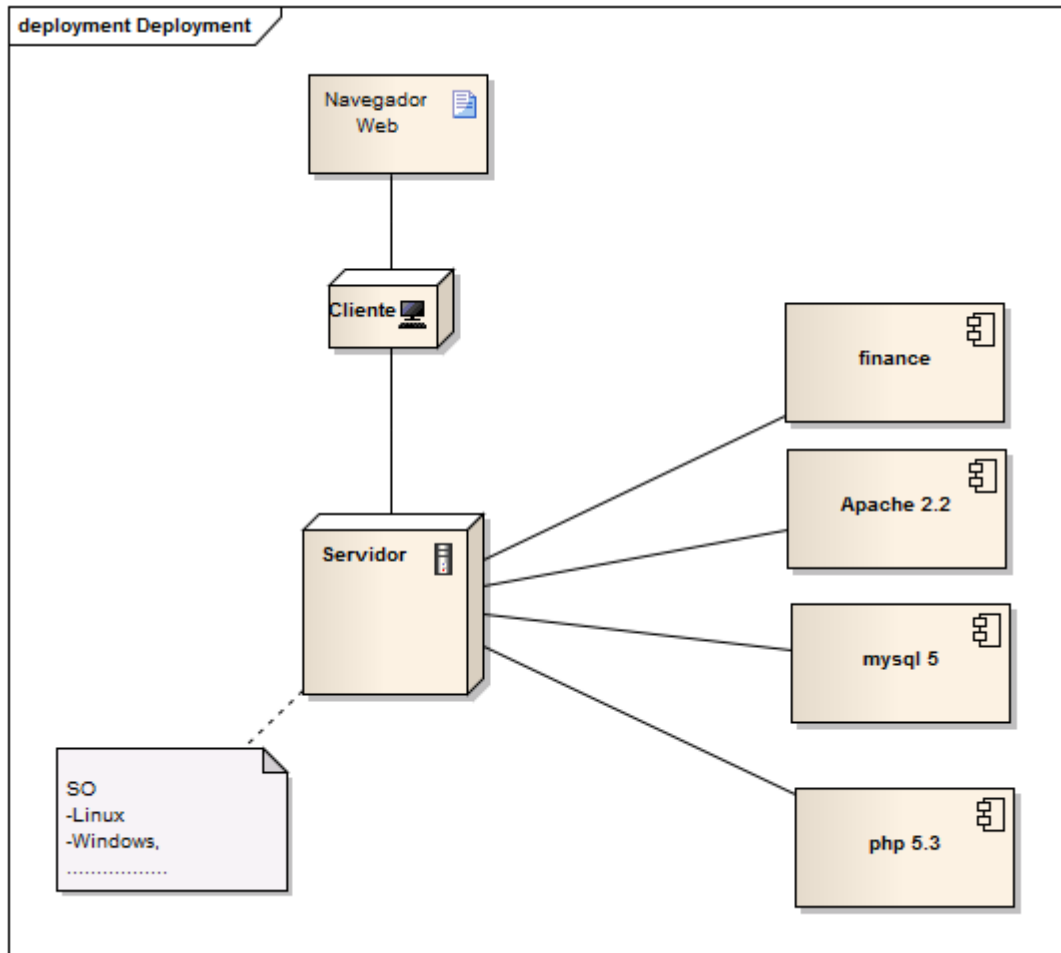 deployment Deployment
Navegador
Web
Cliente
finance
Apache 2.2
Servidor
mysql 5
SO
-Linux
-Windows,
.................
php 5.3